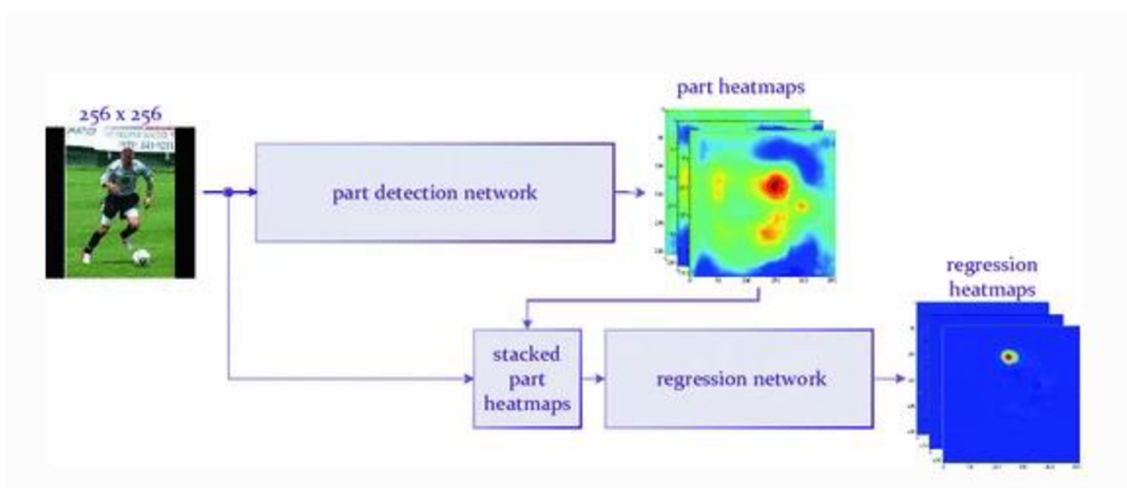 256 x 256
part detection network
part heatmaps
stacked
part
heatmaps
regression network
regression
heatmaps